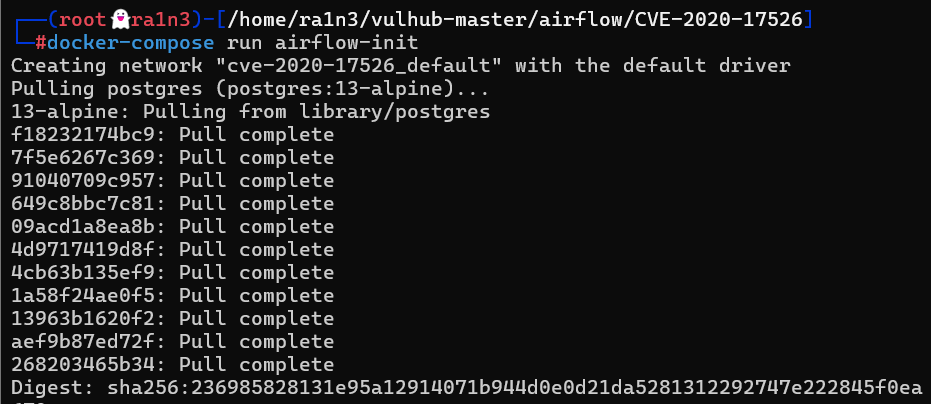 ┌──(root👻ra1n3)-[/home/ra1n3/vulhub-master/airflow/CVE-2020-17526]
└─#docker-compose run airflow-init
Creating network "cve-2020-17526_default" with the default driver
Pulling postgres (postgres:13-alpine)...
13-alpine: Pulling from library/postgres
f18232174bc9: Pull complete
7f5e6267c369: Pull complete
91040709c957: Pull complete
649c8bbc7c81: Pull complete
09acd1a8ea8b: Pull complete
4d9717419d8f: Pull complete
4cb63b135ef9: Pull complete
1a58f24ae0f5: Pull complete
13963b1620f2: Pull complete
aef9b87ed72f: Pull complete
268203465b34: Pull complete
Digest: sha256:236985828131e95a12914071b944d0e0d21da5281312292747e222845f0ea